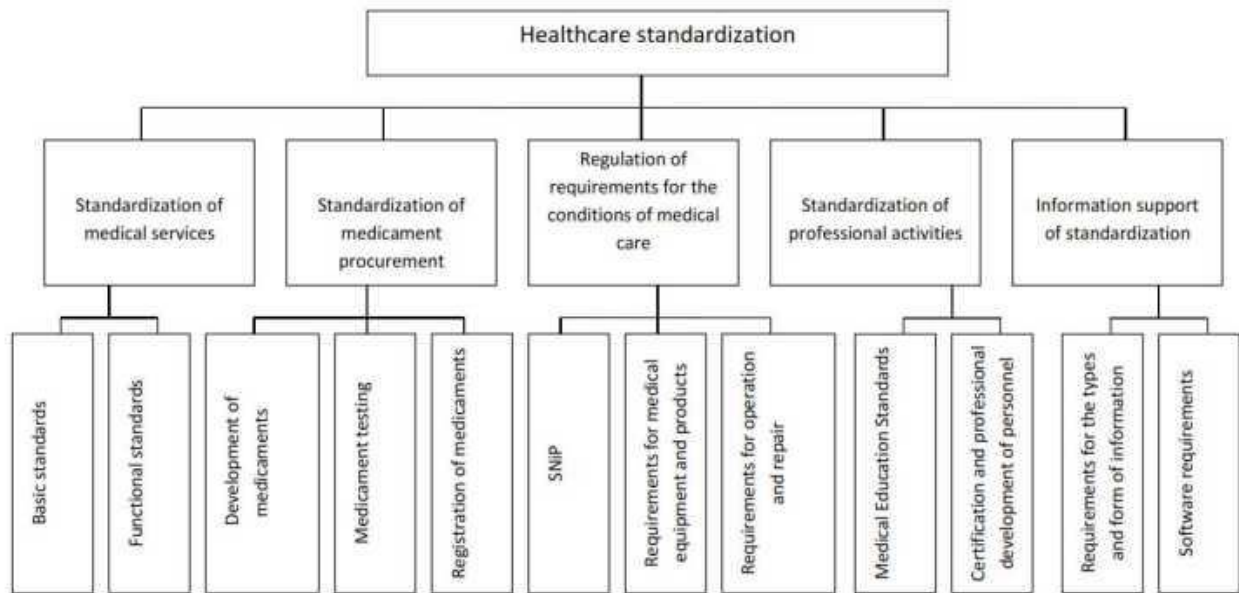 Healthcare standardization
Standardization of
medical services
Standardization of
medicament
procurement
Regulation of
requirements for the
conditions of medical
care
Standardization of
professional activities
Information support
of standardization
Basic standards
Functional standards
Development of
medicaments
Medicament testing
Registration of medicaments
SNiP
Requirements for medical
equipment and products
Requirements for operation
and repair
Medical Education Standards
Certification and professional
development of personnel
Requirements for the types
and form of information
Software requirements